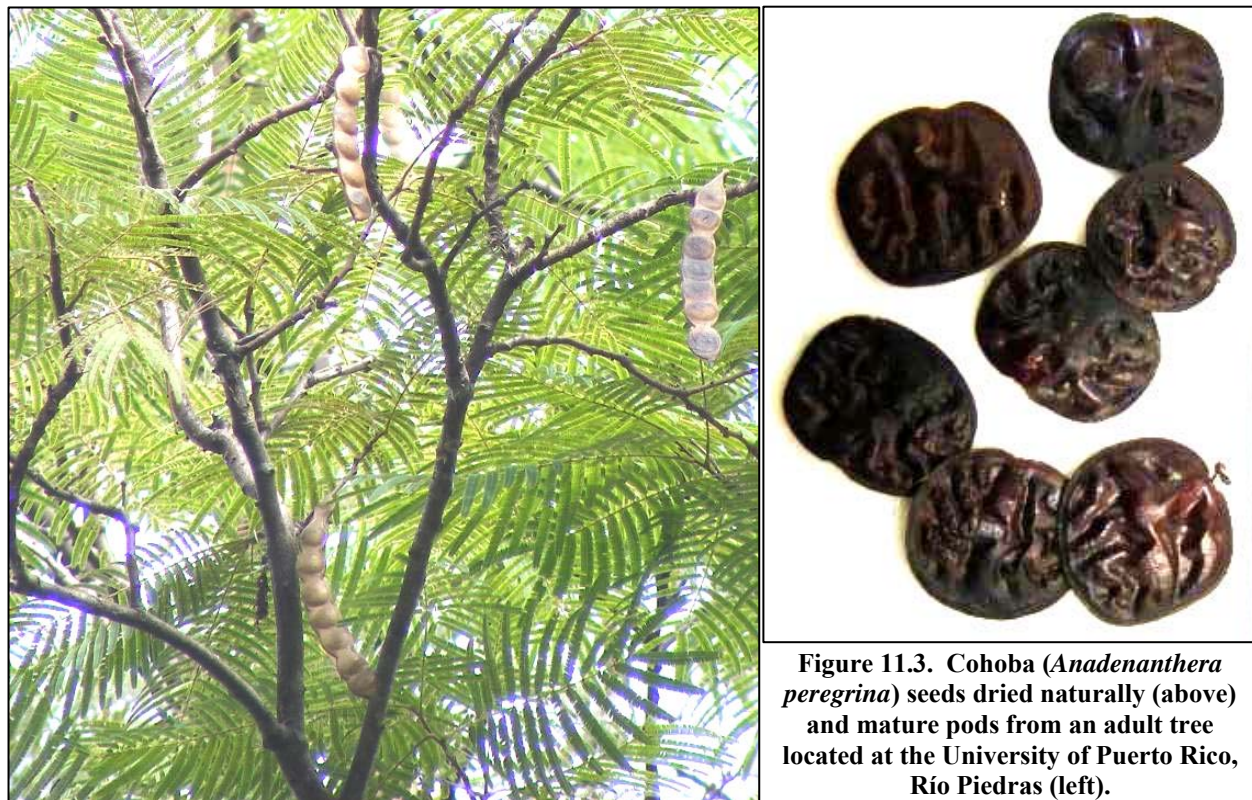 Figure 11.3. Cohoba (Anadenanthera
peregrina) seeds dried naturally (above)
and mature pods from an adult tree
located at the University of Puerto Rico,
Río Piedras (left).